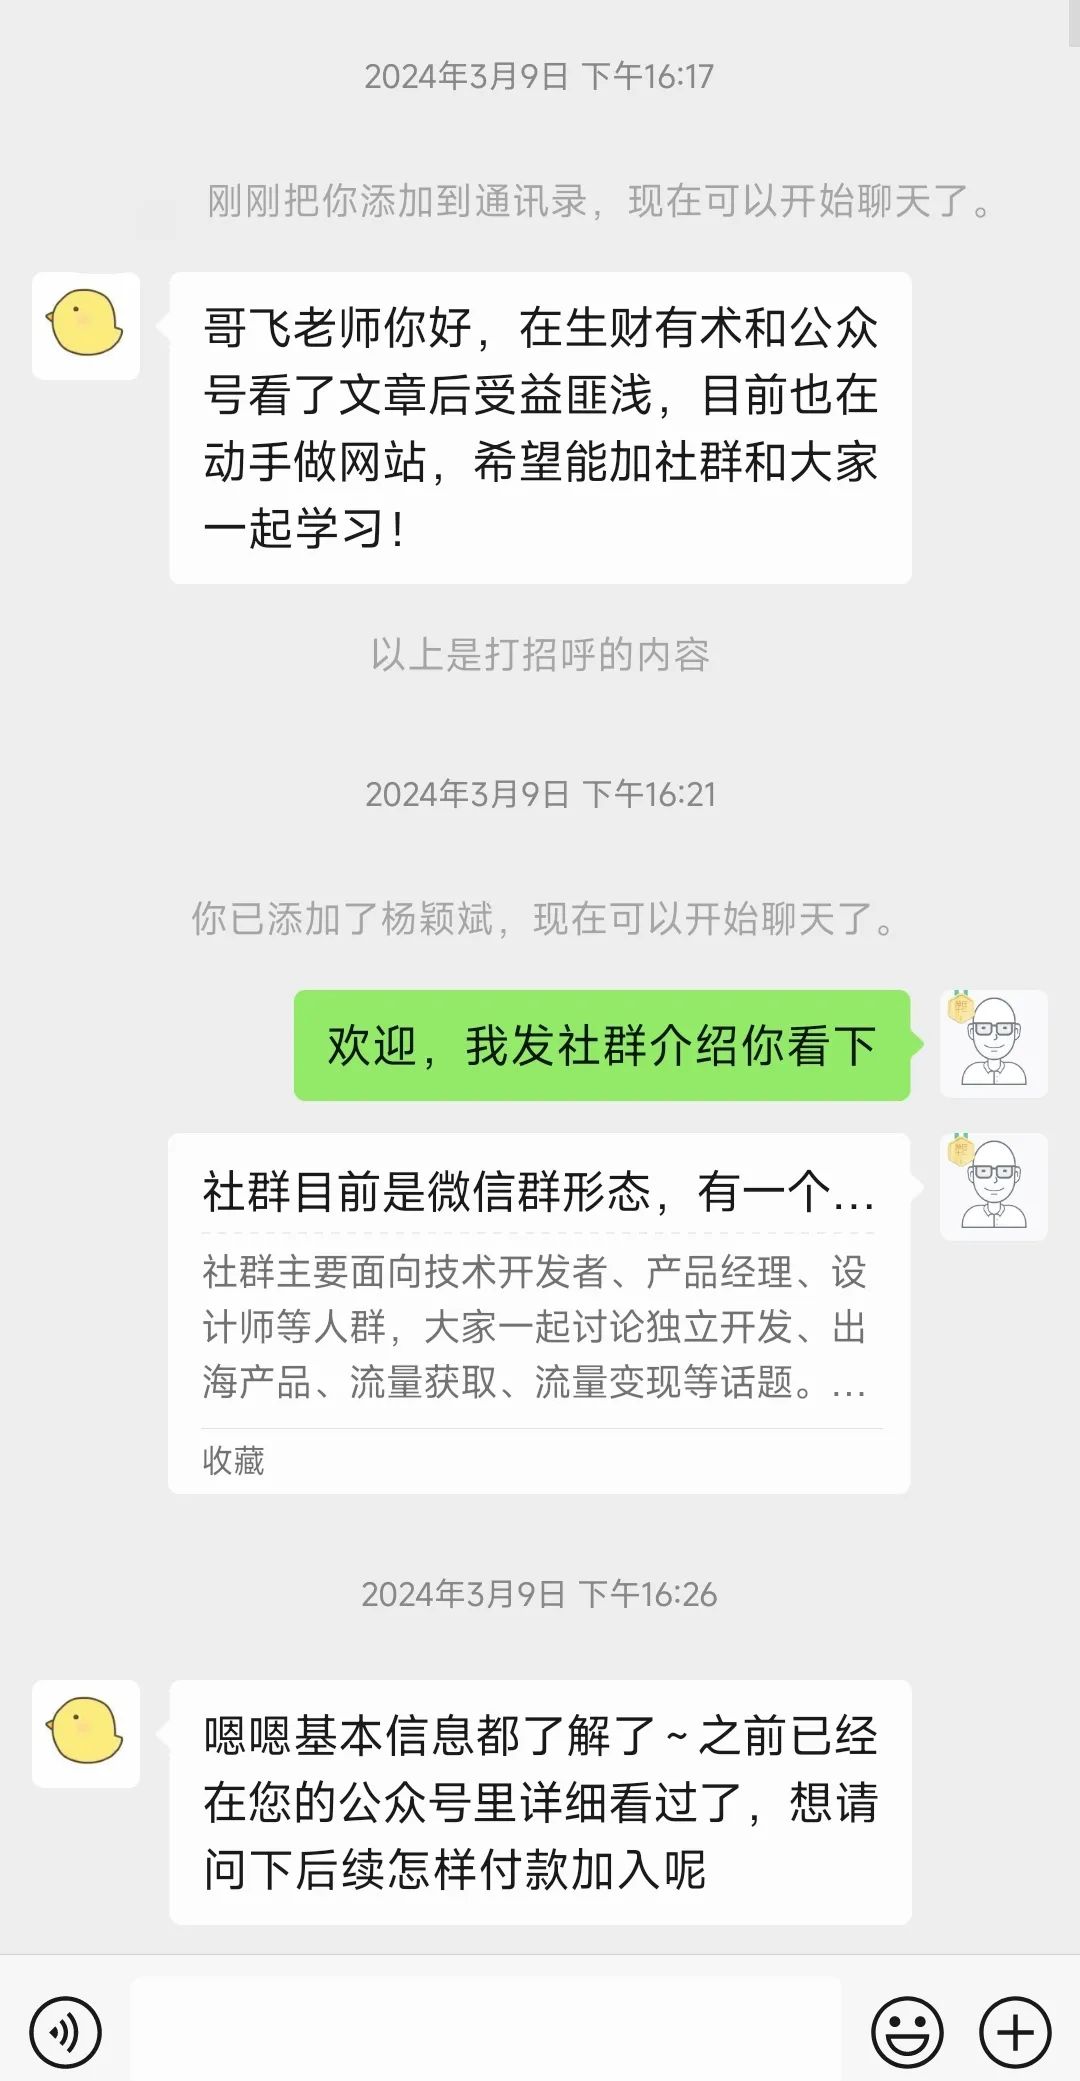 2024年3月9日 下午16:17
刚刚把你添加到通讯录，现在可以开始聊天了。
哥飞老师你好，在生财有术和公众
号看了文章后受益匪浅，目前也在
动手做网站，希望能加社群和大家
一起学习！
以上是打招呼的内容
2024年3月9日 下午16:21
你已添加了杨颖斌，现在可以开始聊天了。
欢迎，我发社群介绍你看下
社群目前是微信群形态，有一个...
社群主要面向技术开发者、产品经理、设
计师等人群，大家一起讨论独立开发、出
海产品、流量获取、流量变现等话题。...
收藏
2024年3月9日 下午16:26
嗯嗯基本信息都了解了~之前已经
在您的公众号里详细看过了，想请
问下后续怎样付款加入呢